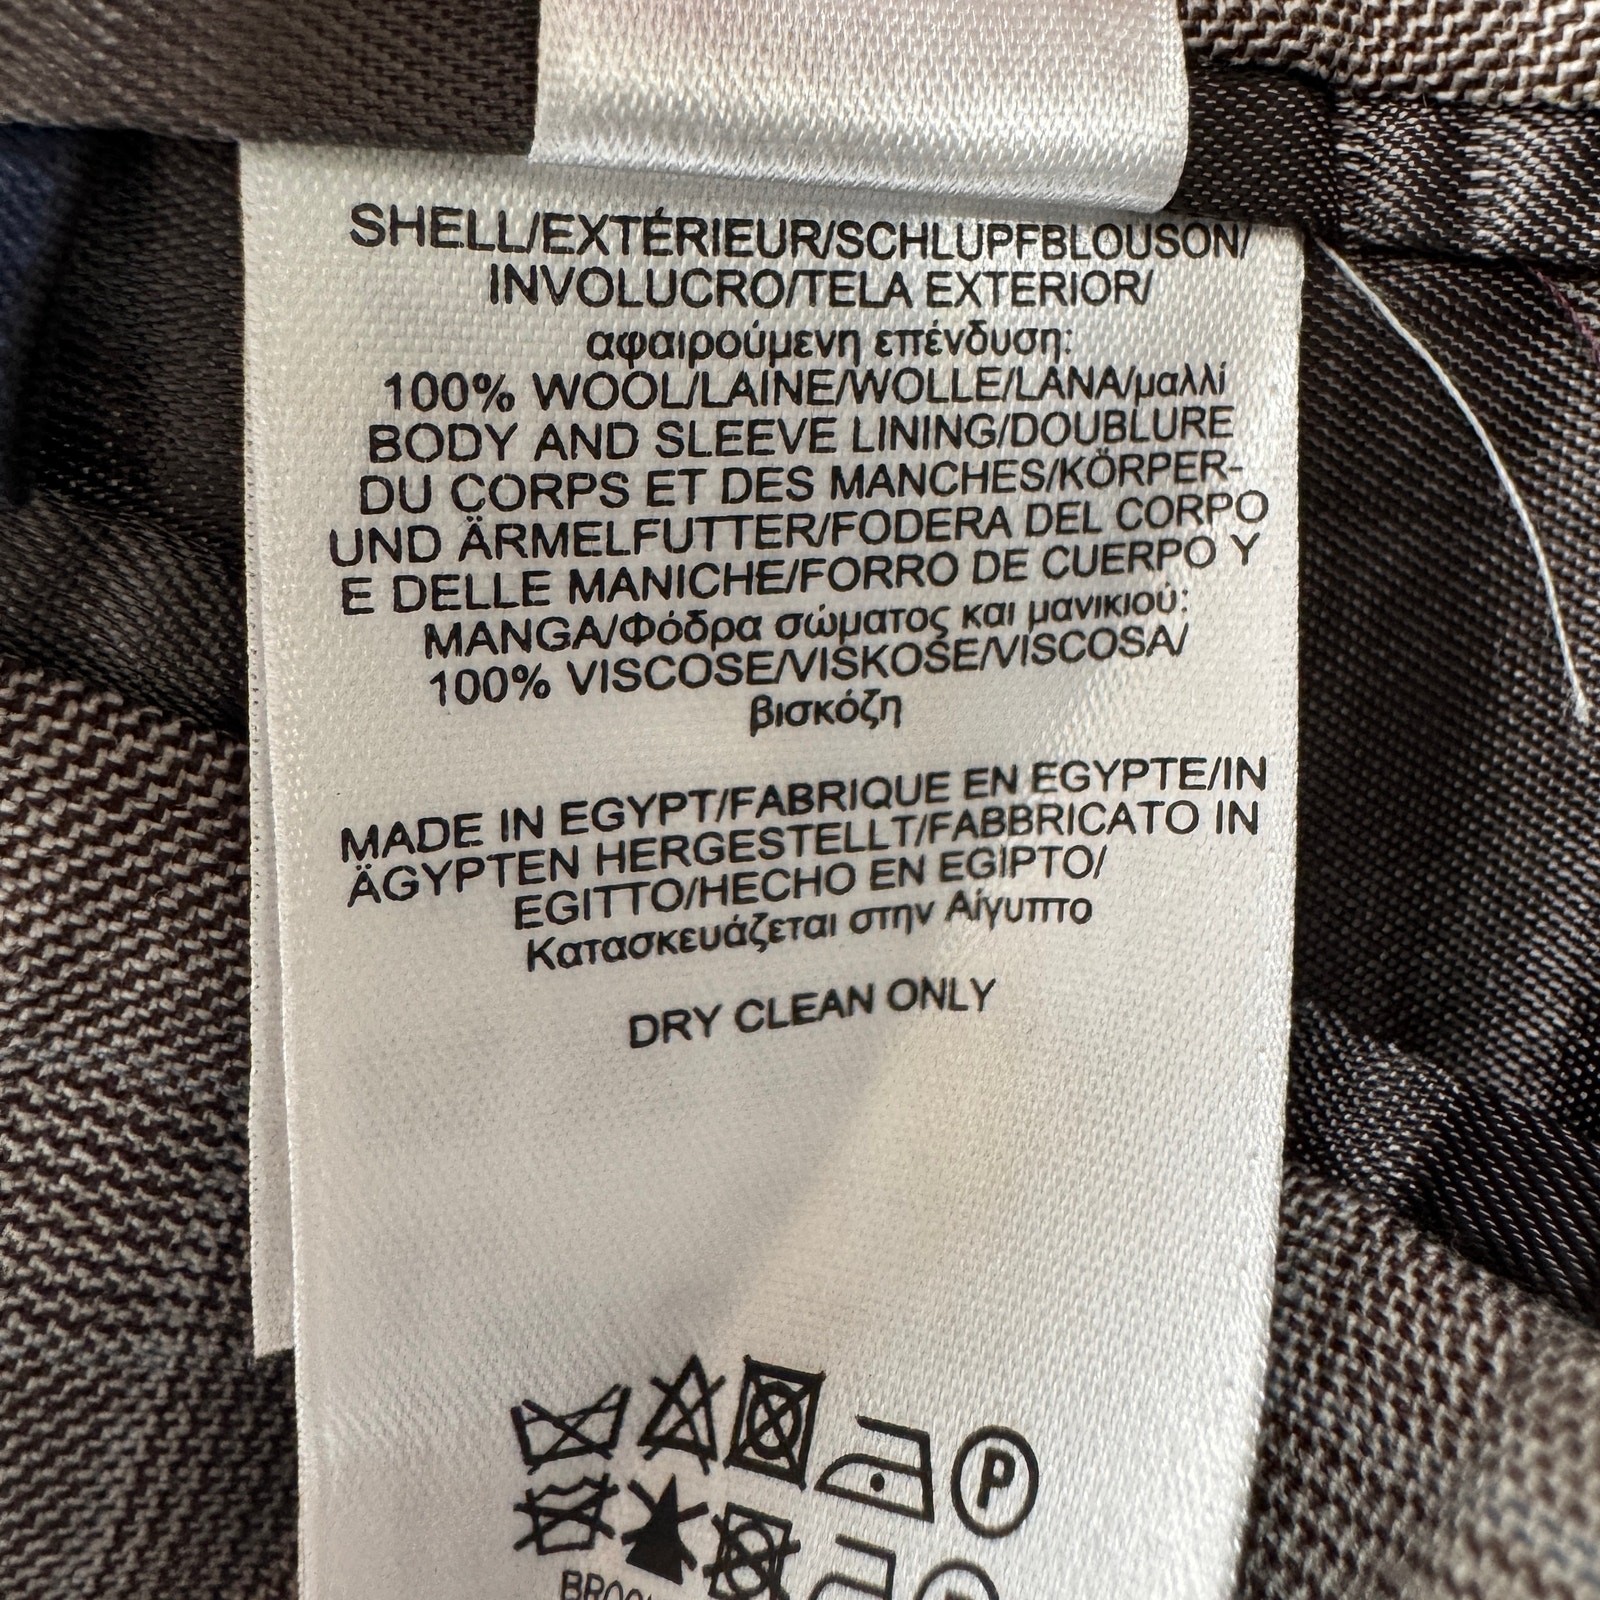 SHELL/EXTÉRIEUR/SCHLUPFBLOUSON/
INVOLUCRO/TELA EXTERIOR/
αφαιρούμενη επένδυση:
100% WOOL/LAINE/WOLLE/LANA/μαλλί
BODY AND SLEEVE LINING/DOUBLURE
DU CORPS ET DES MANCHES/KÖRPER-
UND ÄRMELFUTTER/FODERA DEL CORPO
E DELLE MANICHE/FORRO DE CUERPO Y
MANGA/Φόδρα σώματος και μανικιού:
100% VISCOSE/VISKOSE/VISCOSA/
βισκόζη
MADE IN EGYPT/FABRIQUE EN EGYPTE/IN
ÄGYPTEN HERGESTELLT/FABBRICATO IN
EGITTO/HECHO EN EGIPTO/
Κατασκευάζεται στην Αίγυπτο
DRY CLEAN ONLY
P